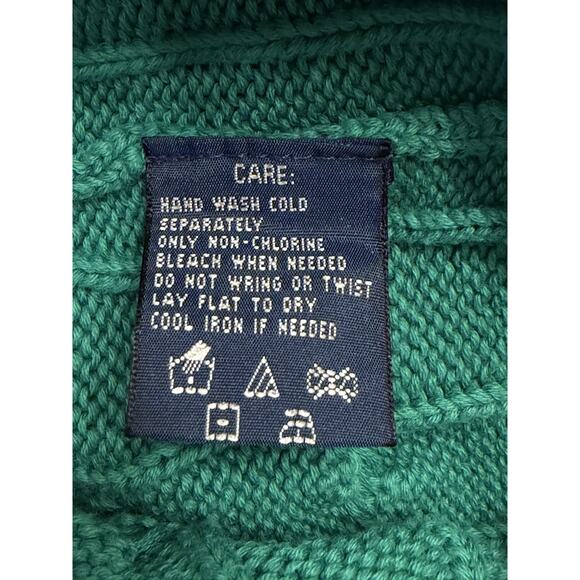 CARE:
HAND WASH COLD
SEPARATELY
ONLY NON-CHLORINE
BLEACH WHEN NEEDED
DO NOT WRING OR TWIST
LAY FLAT TO DRY
COOL IRON IF NEEDED